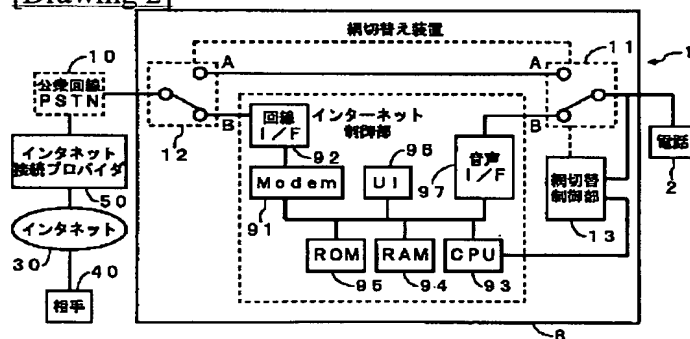 [Drawing 2]
網切替え装置
10
公衆回線
PSTN
A
A
11
12
B
回線
I/F
92
インターネット
制御部
96
B
音声
I/F
97
電話
2
インタネット
接続プロバイダ
50
Modem
91
UI
網切替
制御部
13
インタネット
30
ROM
95
RAM
94
CPU
93
40
相手